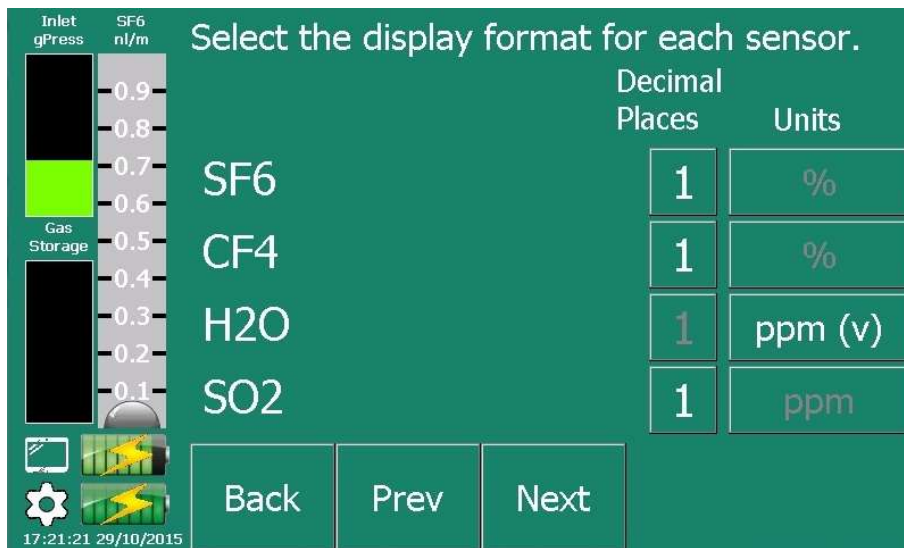 Inlet
gPress
SF6
nl/m
Select the display format for each sensor.
Decimal
Places
Units
0.9
0.8
0.7
0.6
0.5
0.4
0.3
0.2
0.1
Gas
Storage
SF6 1 %
CF4 1 %
H2O 1 ppm (v)
SO2 1 ppm
Back Prev Next
17:21:21 29/10/2015